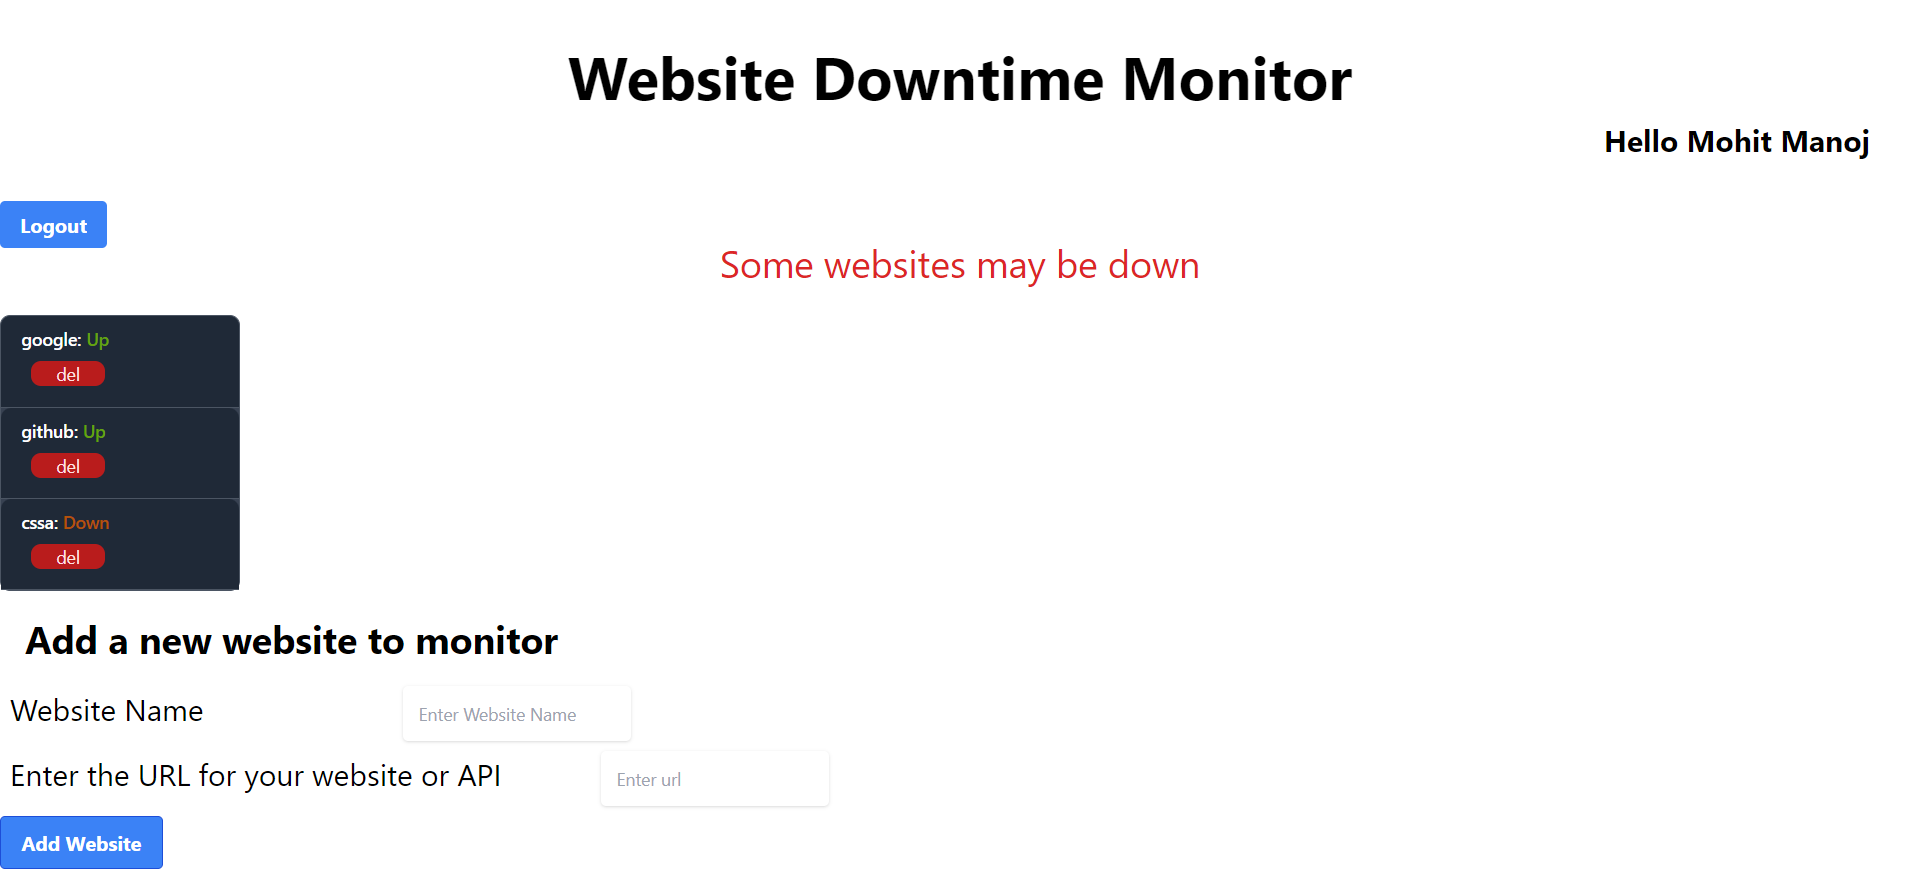 Website Downtime Monitor
Hello Mohit Manoj
Logout
Some websites may be down
google: Up
del
github: Up
del
cssa: Down
del
Add a new website to monitor
Website Name
Enter Website Name
Enter the URL for your website or API
Enter url
Add Website